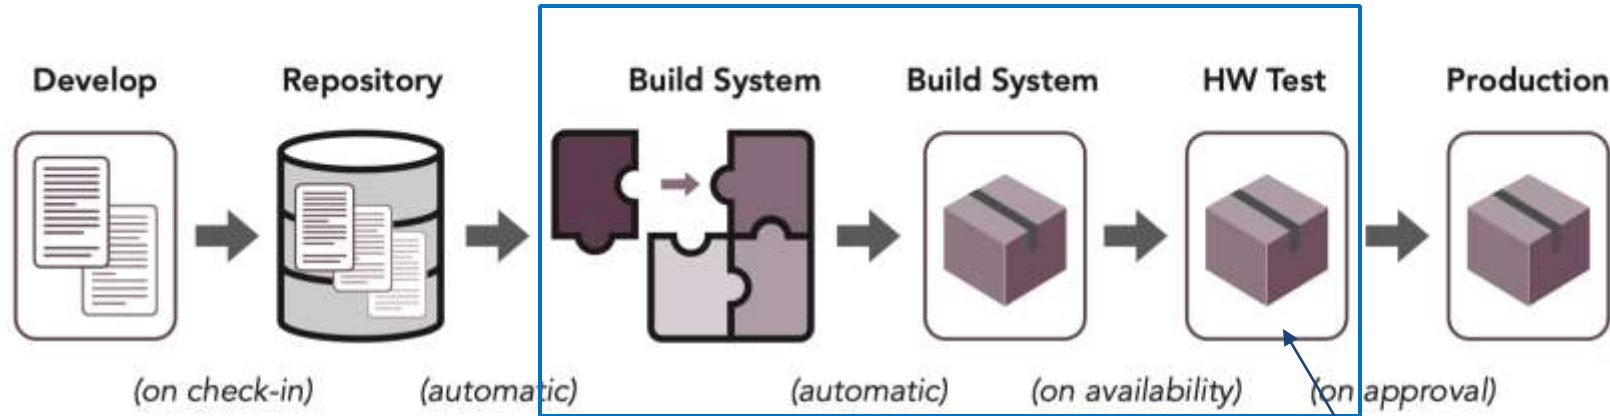 Develop
Repository
Build System
Build System
HW Test
Production
(on check-in)
(automatic)
(automatic)
(on availability)
(on approval)